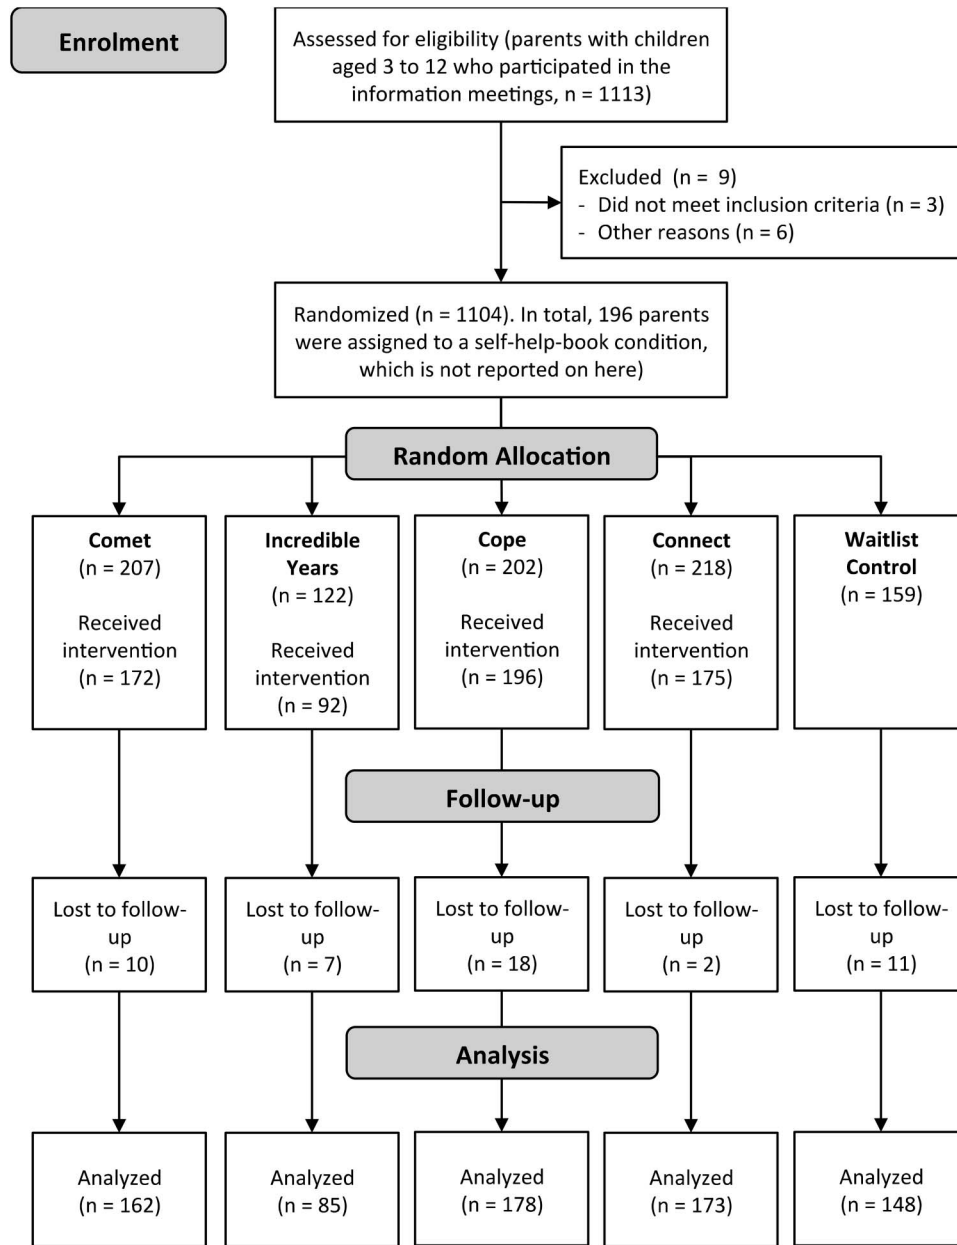 Enrolment
Assessed for eligibility (parents with children
aged 3 to 12 who participated in the
information meetings, n = 1113)
Excluded (n = 9)
- Did not meet inclusion criteria (n = 3)
- Other reasons (n = 6)
Randomized (n = 1104). In total, 196 parents
were assigned to a self-help-book condition,
which is not reported on here)
Random Allocation
Comet
(n = 207)
Received
intervention
(n = 172)
Incredible
Years
(n = 122)
Received
intervention
(n = 92)
Cope
(n = 202)
Received
intervention
(n = 196)
Connect
(n = 218)
Received
intervention
(n = 175)
Waitlist
Control
(n = 159)
Follow-up
Lost to follow-
up
(n = 10)
Lost to follow-
up
(n = 7)
Lost to follow-
up
(n = 18)
Lost to follow-
up
(n = 2)
Lost to follow-
up
(n = 11)
Analysis
Analyzed
(n = 162)
Analyzed
(n = 85)
Analyzed
(n = 178)
Analyzed
(n = 173)
Analyzed
(n = 148)